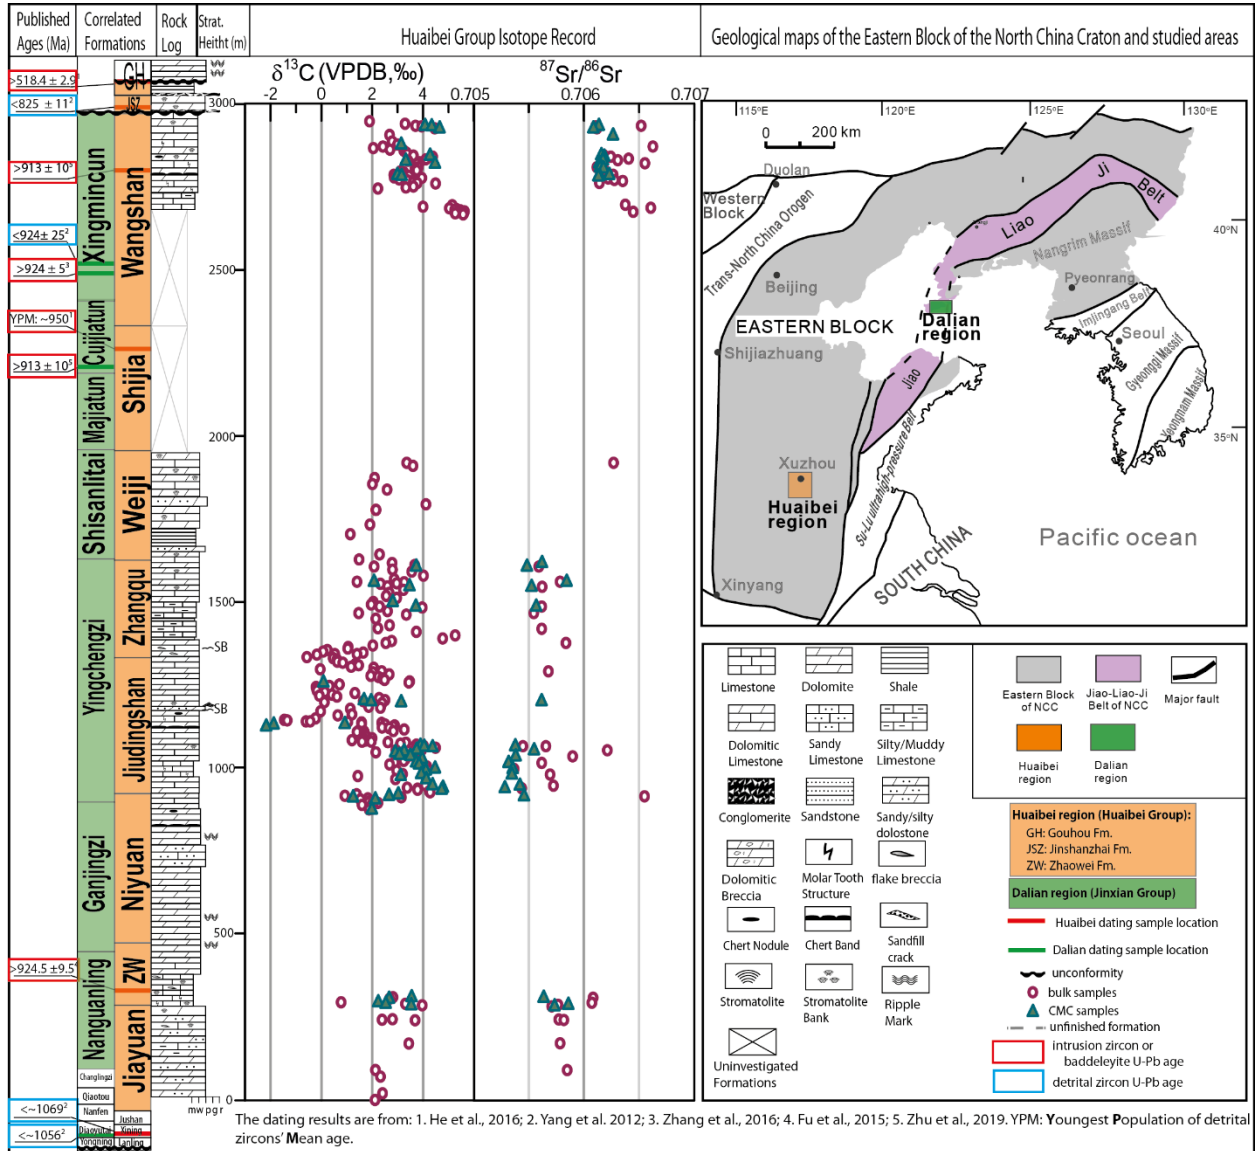 Published Ages (Ma)
Correlated Formations
Rock Log
Strat. Heitht (m)
Huaibei Group Isotope Record
Geological maps of the Eastern Block of the North China Craton and studied areas
>518.4 ± 2.9
<825 ± 11²
>913 ± 10⁵
<924± 25²
>924 ± 5³
YPM: ~950¹
>913 ± 10⁵
>924.5 ±9.5⁴
<~1069²
<~1056²
Xingmincun
Cuijiatun
Majiatun
Shisanlitai
Yingchengzi
Ganjingzi
Nanguanling
Changlingzi
Qiaotou
Nanfen
Diaoyutai
Yongning
GH
JSZ
Wangshan
Shijia
Weiji
Zhangqu
Jiudingshan
Niyuan
ZW
Jiayuan
Jushan
Xining
Lanling
m w p g r
SB
SB
3000
2500
2000
1500
1000
500
0
δ¹³C (VPDB,‰)
-2 0 2 4
⁸⁷Sr/⁸⁶Sr
0.705 0.706 0.707
115°E
120°E
125°E
130°E
40°N
35°N
0 200 km
Duolan
Western Block
Trans-North China Orogen
Beijing
EASTERN BLOCK
Shijiazhuang
Xuzhou
Huaibei region
Xinyang
Dalian region
Jiao
Liao
Ji
Belt
Nangrim Massif
Pyeonrang
Imjingang Belt
Seoul
Gyeonggi Massif
Yeongnam Massif
Su-Lu ultrahigh-pressure Belt
SOUTH CHINA
Pacific ocean
Limestone
Dolomite
Shale
Dolomitic Limestone
Sandy Limestone
Silty/Muddy Limestone
Conglomerite
Sandstone
Sandy/silty dolostone
Dolomitic Breccia
Molar Tooth Structure
flake breccia
Chert Nodule
Chert Band
Sandfill crack
Stromatolite
Stromatolite Bank
Ripple Mark
Uninvestigated Formations
Eastern Block of NCC
Jiao-Liao-Ji Belt of NCC
Major fault
Huaibei region
Dalian region
Huaibei region (Huaibei Group):
GH: Gouhou Fm.
JSZ: Jinshanzhai Fm.
ZW: Zhaowei Fm.
Dalian region (Jinxian Group)
Huaibei dating sample location
Dalian dating sample location
unconformity
bulk samples
CMC samples
unfinished formation
intrusion zircon or baddeleyite U-Pb age
detrital zircon U-Pb age
The dating results are from: 1. He et al., 2016; 2. Yang et al. 2012; 3. Zhang et al., 2016; 4. Fu et al., 2015; 5. Zhu et al., 2019. YPM: Youngest Population of detrital
zircons' Mean age.